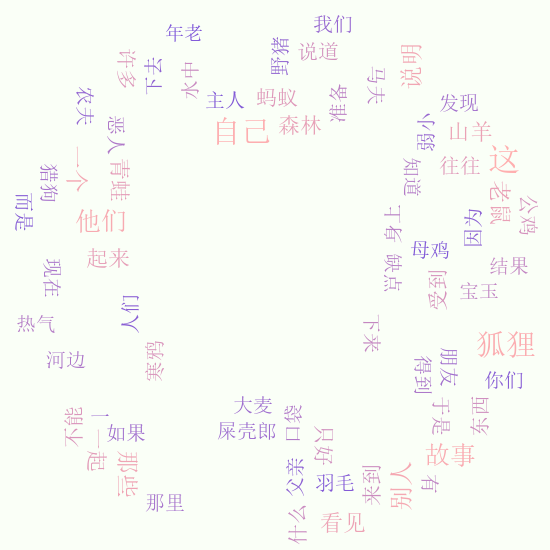 我们
年老
野猪
说道
说明
许多
下去
水中
马夫
主人
蚂蚁
准备
农夫
恶人
自己
森林
发现
弱小
山羊
这
一个
青蛙
知道
往往
老鼠
公鸡
猎狗
而是
他们
上身
因为
母鸡
起来
现在
缺点
受到
结果
宝玉
热气
人们
下来
狐狸
河边
寒鸦
得到
朋友
你们
大麦
不能
一
如果
屎壳郎
口袋
只好
于是
东西
一起
那些
父亲
羽毛
来到
别人
故事
有
那里
什么
看见